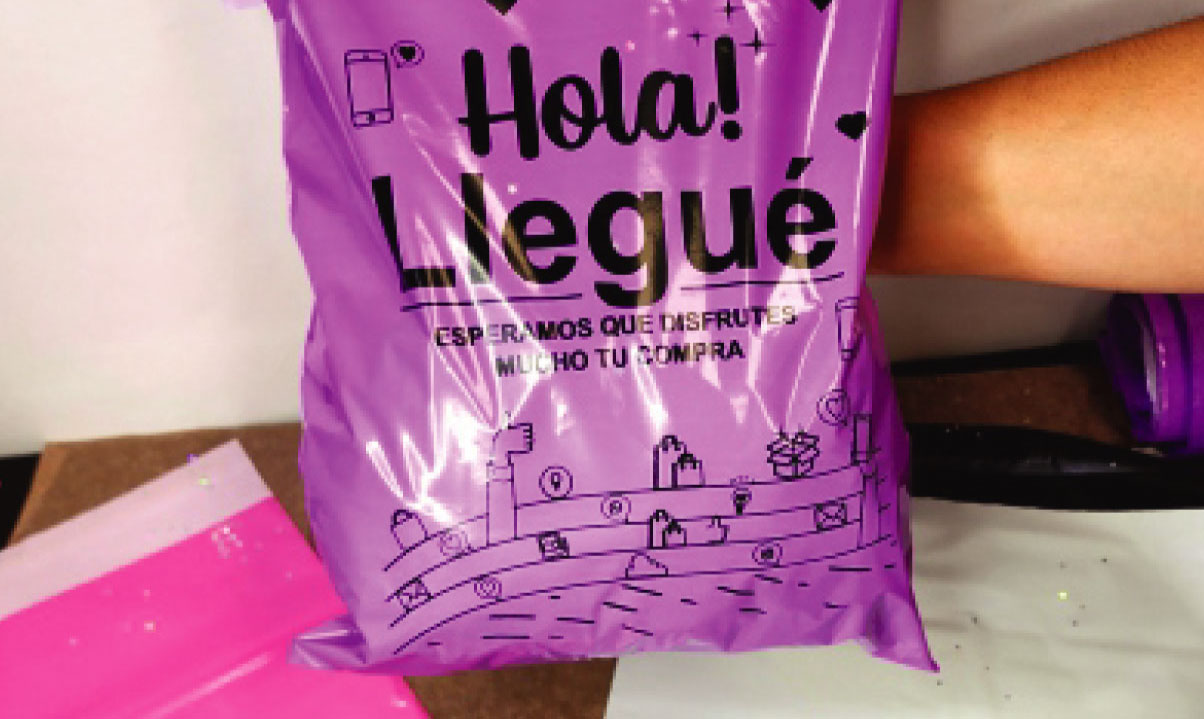 Hola!
Llegué
ESPERAMOS QUE DISFRUTES
MUCHO TU COMPRA